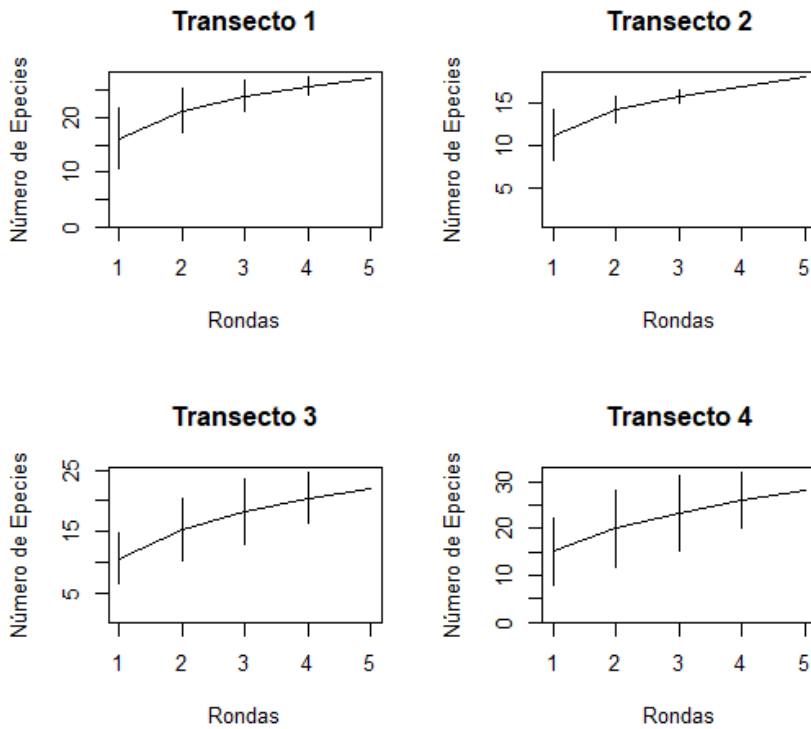 Transecto 1
Número de Epecies
0 10 20
1 2 3 4 5
Rondas
Transecto 2
Número de Epecies
5 10 15
1 2 3 4 5
Rondas
Transecto 3
Número de Epecies
5 15 25
1 2 3 4 5
Rondas
Transecto 4
Número de Epecies
0 10 20 30
1 2 3 4 5
Rondas